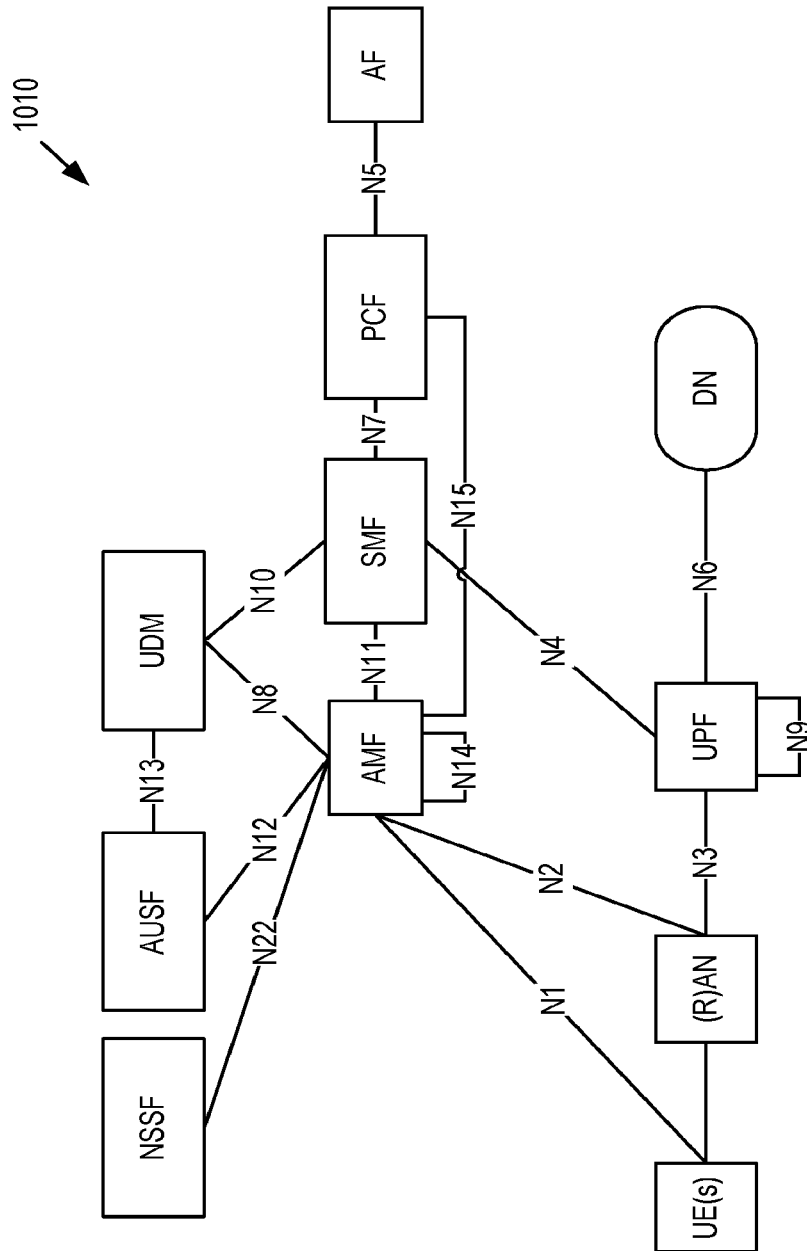 1010
NSSF
AUSF
N13
UDM
N22
N12
N8
N10
AMF
N11
SMF
N7
PCF
N5
AF
N14
N15
N1
N2
N4
UE(s)
(R)AN
N3
UPF
N6
DN
N9